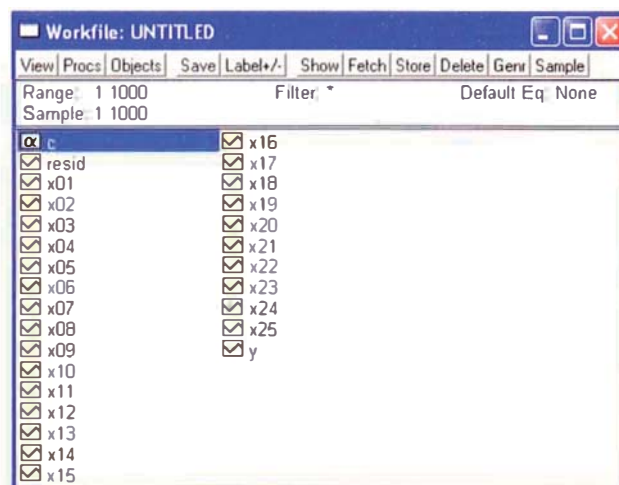 Workfile: UNTITLED
View Procs Objects Save Label+/- Show Fetch Store Delete Genr Sample
Range: 1 1000 Filter: * Default Eq: None
Sample: 1 1000
α c
resid
x01
x02
x03
x04
x05
x06
x07
x08
x09
x10
x11
x12
x13
x14
x15
x16
x17
x18
x19
x20
x21
x22
x23
x24
x25
y